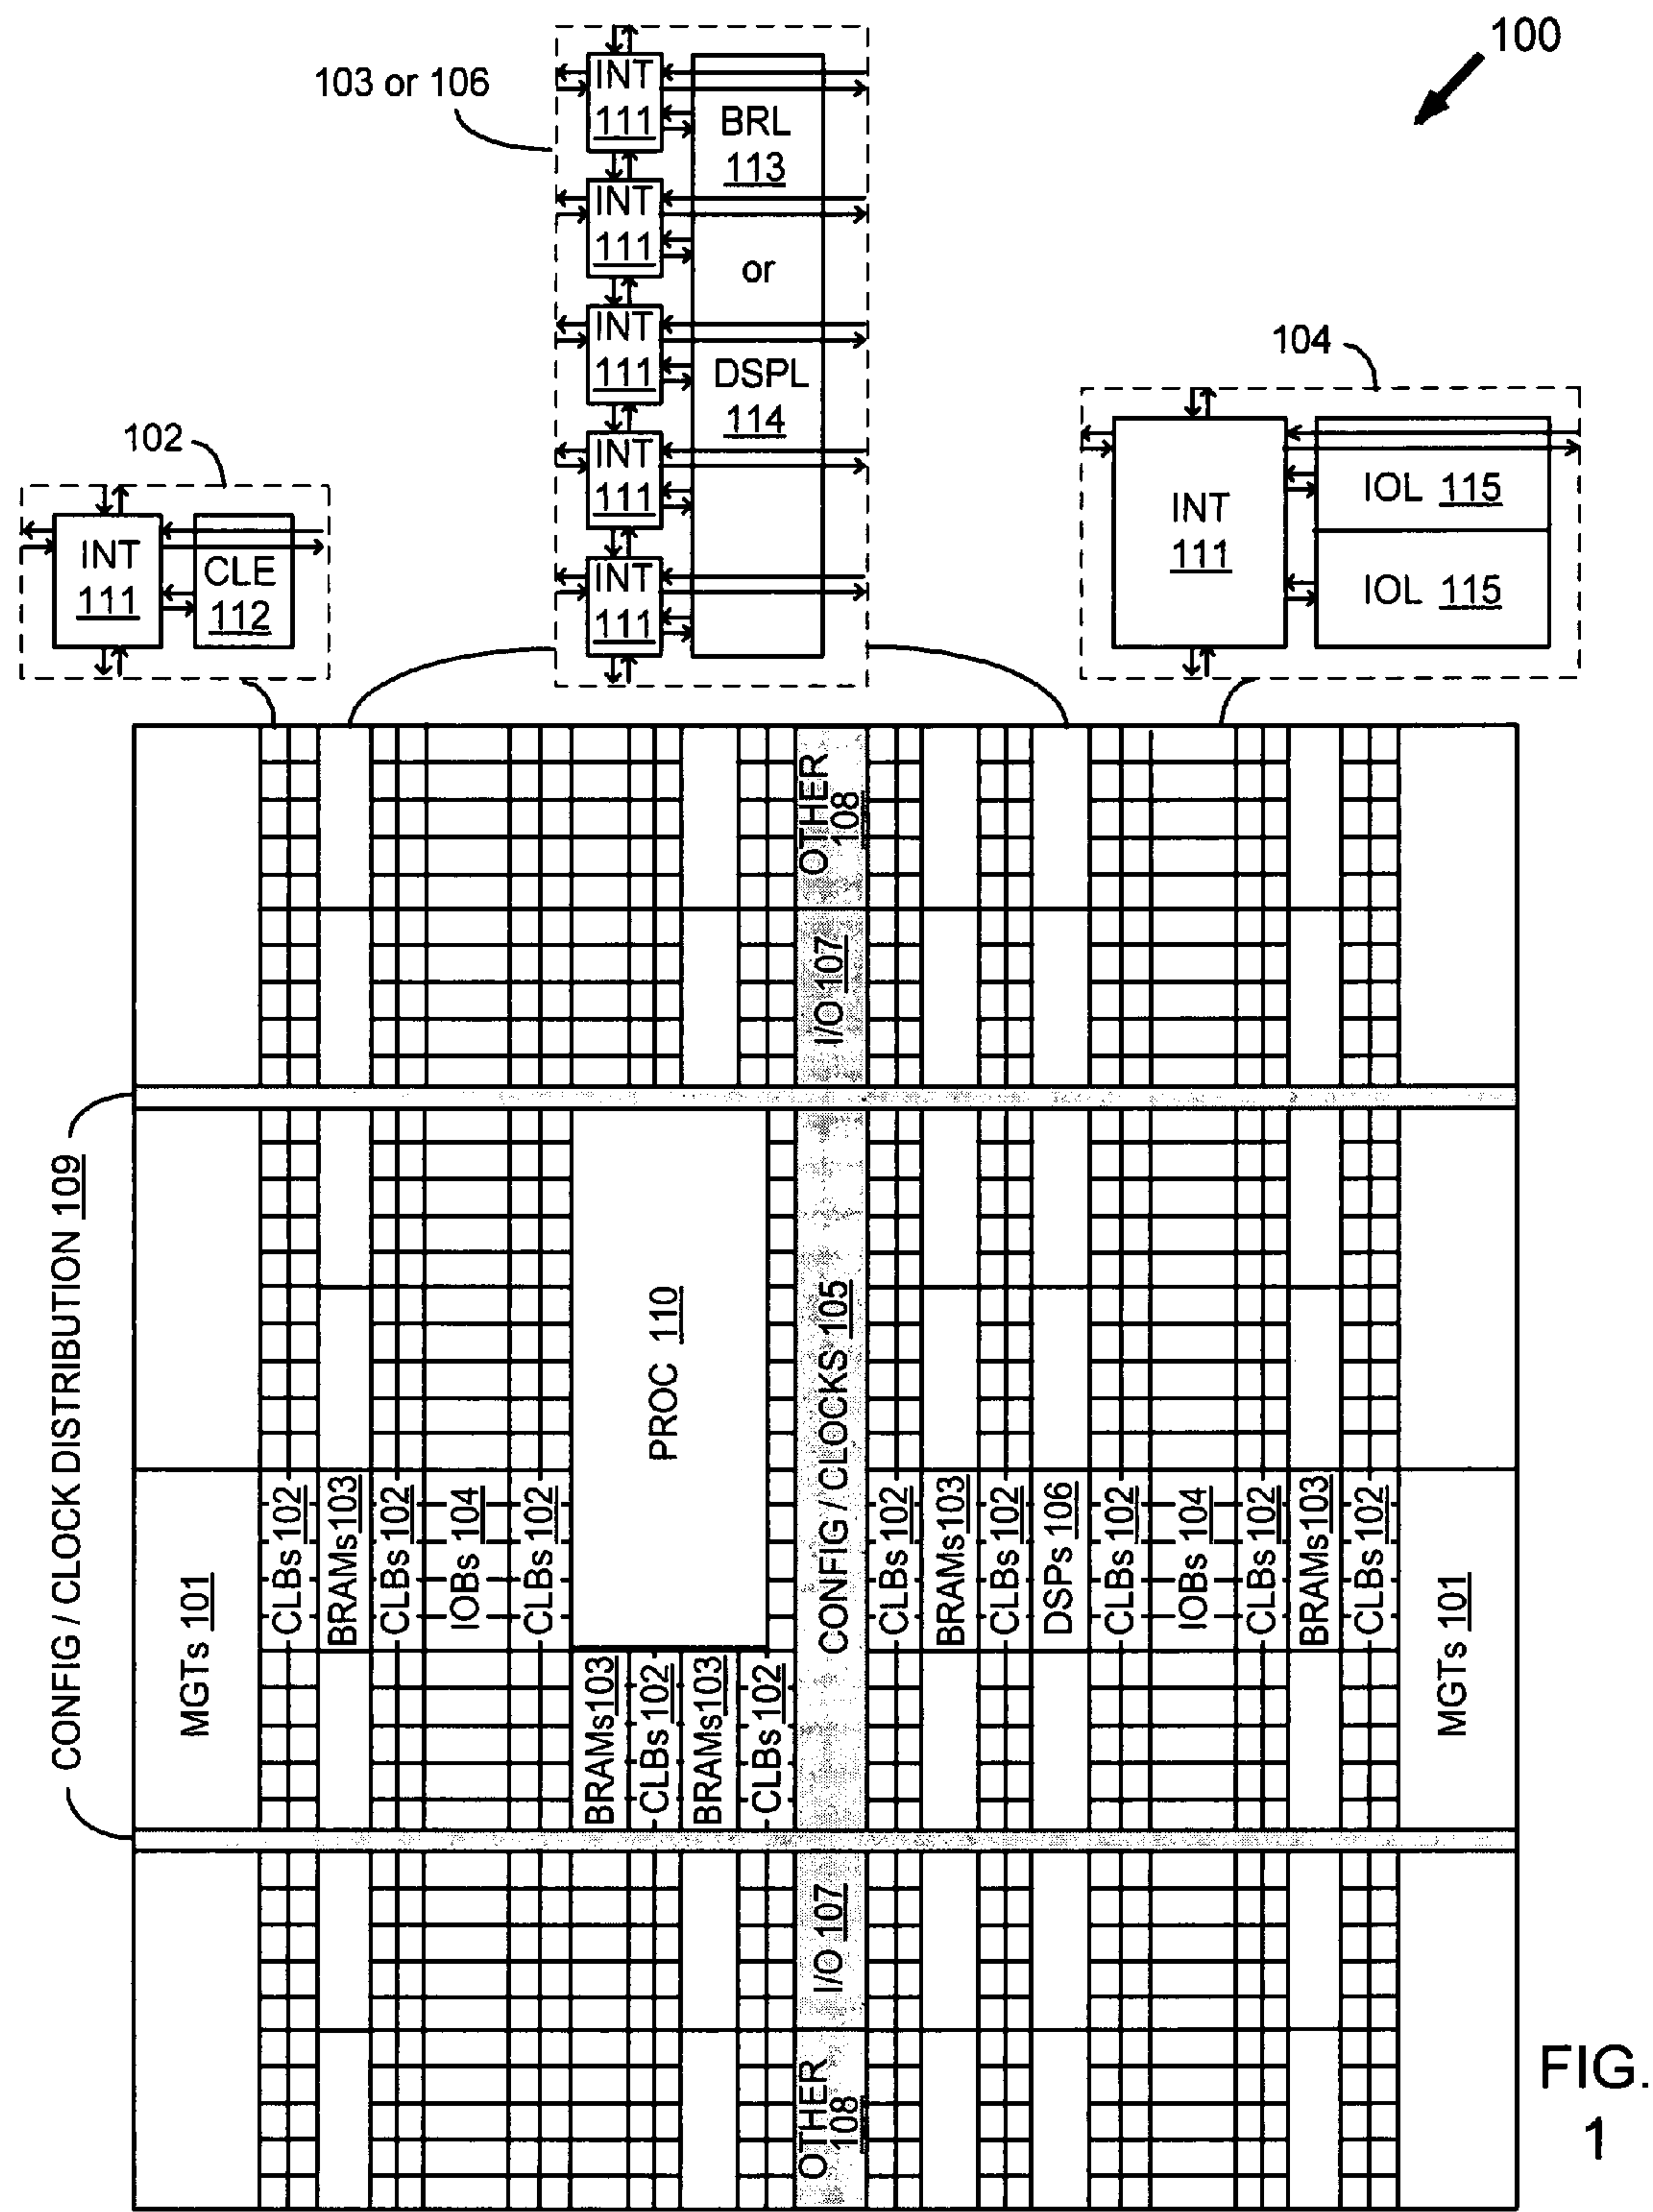 100
103 or 106
INT
111
INT
111
INT
111
INT
111
INT
111
BRL
113
or
DSPL
114
104
INT
111
IOL 115
IOL 115
102
INT
111
CLE
112
OTHER
108
I/O 107
CONFIG / CLOCK DISTRIBUTION 109
PROC 110
CONFIG / CLOCKS 105
MGTs 101
CLBs 102
BRAMs 103
CLBs 102
IOBs 104
CLBs 102
BRAMs 103
CLBs 102
BRAMs 103
CLBs 102
CLBs 102
BRAMs 103
CLBs 102
DSPs 106
CLBs 102
IOBs 104
CLBs 102
BRAMs 103
CLBs 102
MGTs 101
I/O 107
OTHER
108
FIG.
1